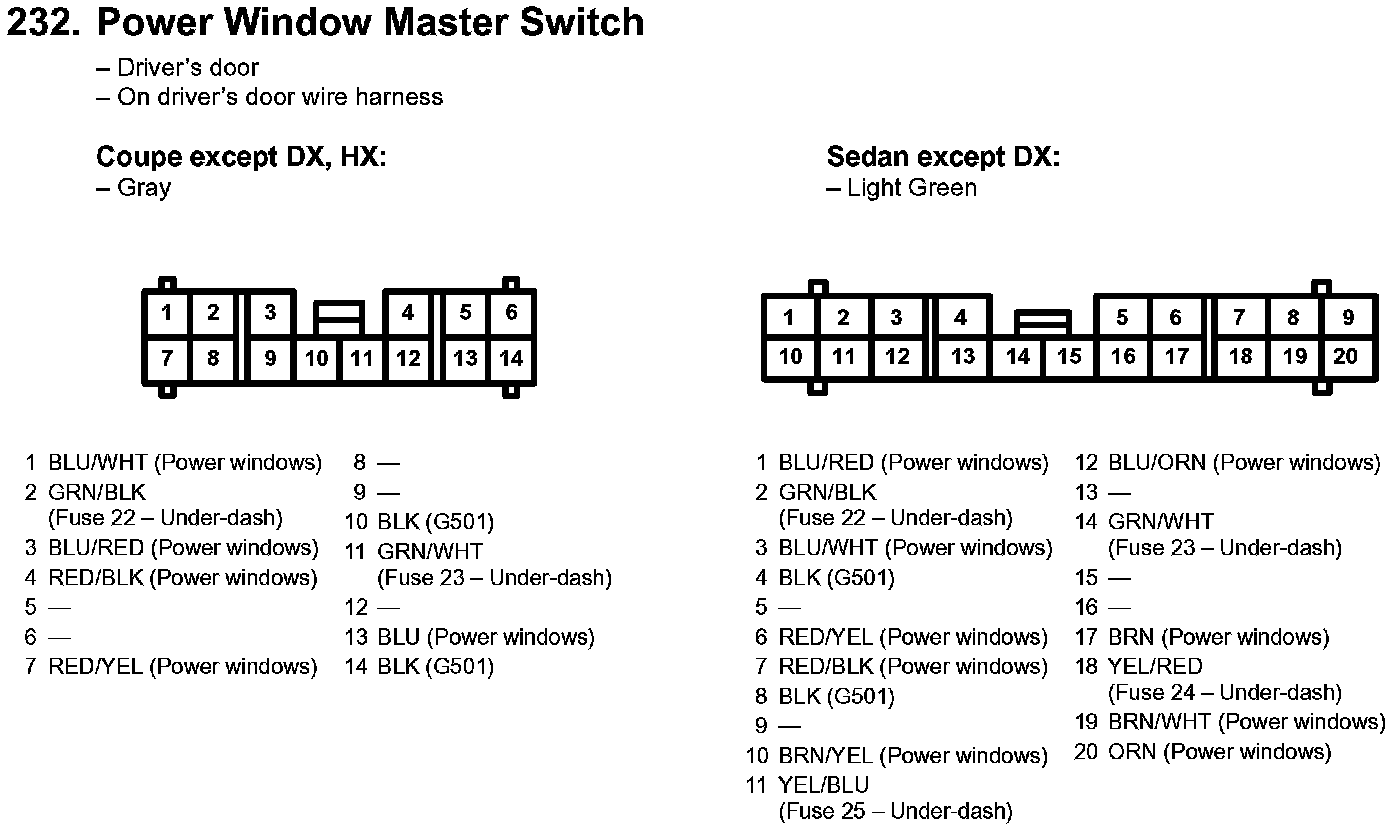 232. Power Window Master Switch
– Driver's door
– On driver's door wire harness
Coupe except DX, HX:
– Gray
1 2 3 4 5 6
7 8 9 10 11 12 13 14
1 BLU/WHT (Power windows)
2 GRN/BLK
(Fuse 22 – Under-dash)
3 BLU/RED (Power windows)
4 RED/BLK (Power windows)
5 —
6 —
7 RED/YEL (Power windows)
8 —
9 —
10 BLK (G501)
11 GRN/WHT
(Fuse 23 – Under-dash)
12 —
13 BLU (Power windows)
14 BLK (G501)
Sedan except DX:
– Light Green
1 2 3 4 5 6 7 8 9
10 11 12 13 14 15 16 17 18 19 20
1 BLU/RED (Power windows)
2 GRN/BLK
(Fuse 22 – Under-dash)
3 BLU/WHT (Power windows)
4 BLK (G501)
5 —
6 RED/YEL (Power windows)
7 RED/BLK (Power windows)
8 BLK (G501)
9 —
10 BRN/YEL (Power windows)
11 YEL/BLU
(Fuse 25 – Under-dash)
12 BLU/ORN (Power windows)
13 —
14 GRN/WHT
(Fuse 23 – Under-dash)
15 —
16 —
17 BRN (Power windows)
18 YEL/RED
(Fuse 24 – Under-dash)
19 BRN/WHT (Power windows)
20 ORN (Power windows)